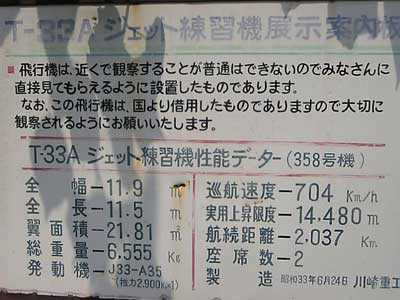 T-33A ジェット練習機展示案内板
飛行機は、近くで観察することが普通はできないのでみなさんに
直接見てもらえるように設置したものであります。
なお、この飛行機は、国より借用したものでありますので大切に
観察されるようにお願いいたします。
T-33A ジェット練習機性能データー(358号機)
全幅-11.9 m
全長-11.5 m
翼面積-21.81 ㎡
総重量-6.555 Kg
発動機-J33-A35
(推力2.900K×1)
巡航速度-704 Km/h
実用上昇限度-14.480 m
航続距離-2.037 Km
座席数-2
製造 昭和33年6月24日 川崎重工